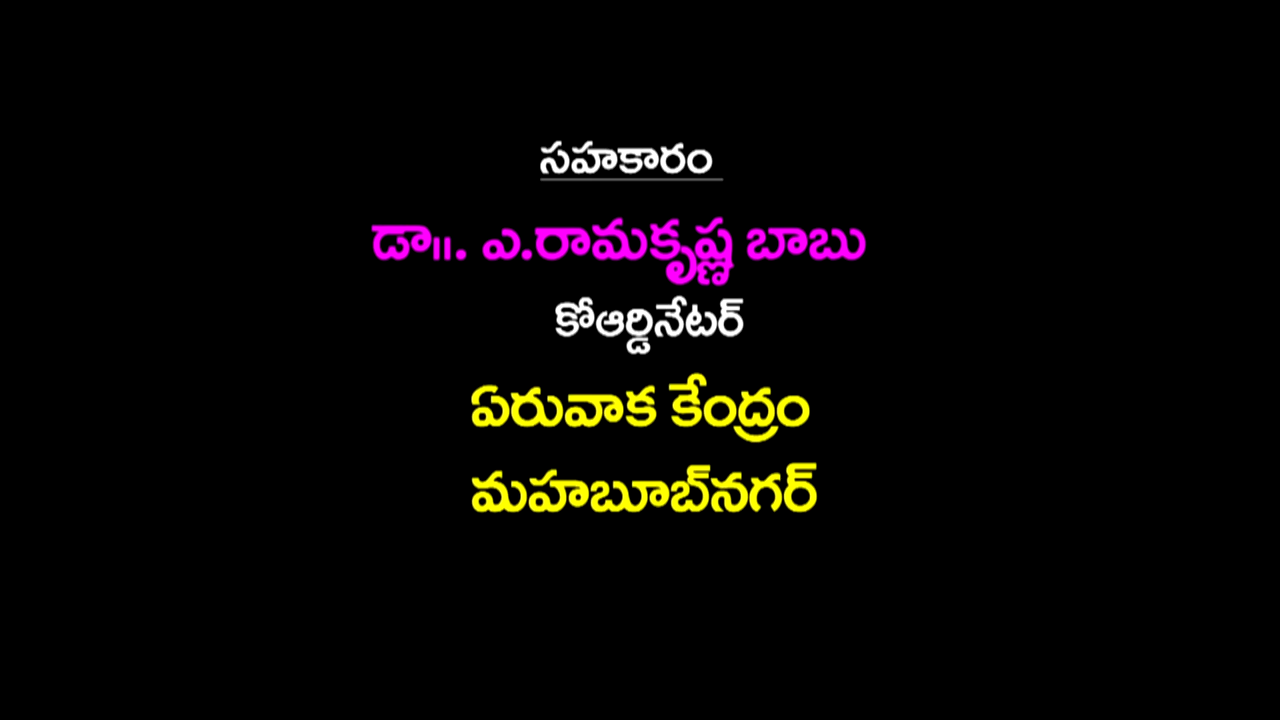 సహకారం
డా॥. ఎ.రామకృష్ణ బాబు
కోఆర్డినేటర్
ఏరువాక కేంద్రం
మహబూబ్‌నగర్